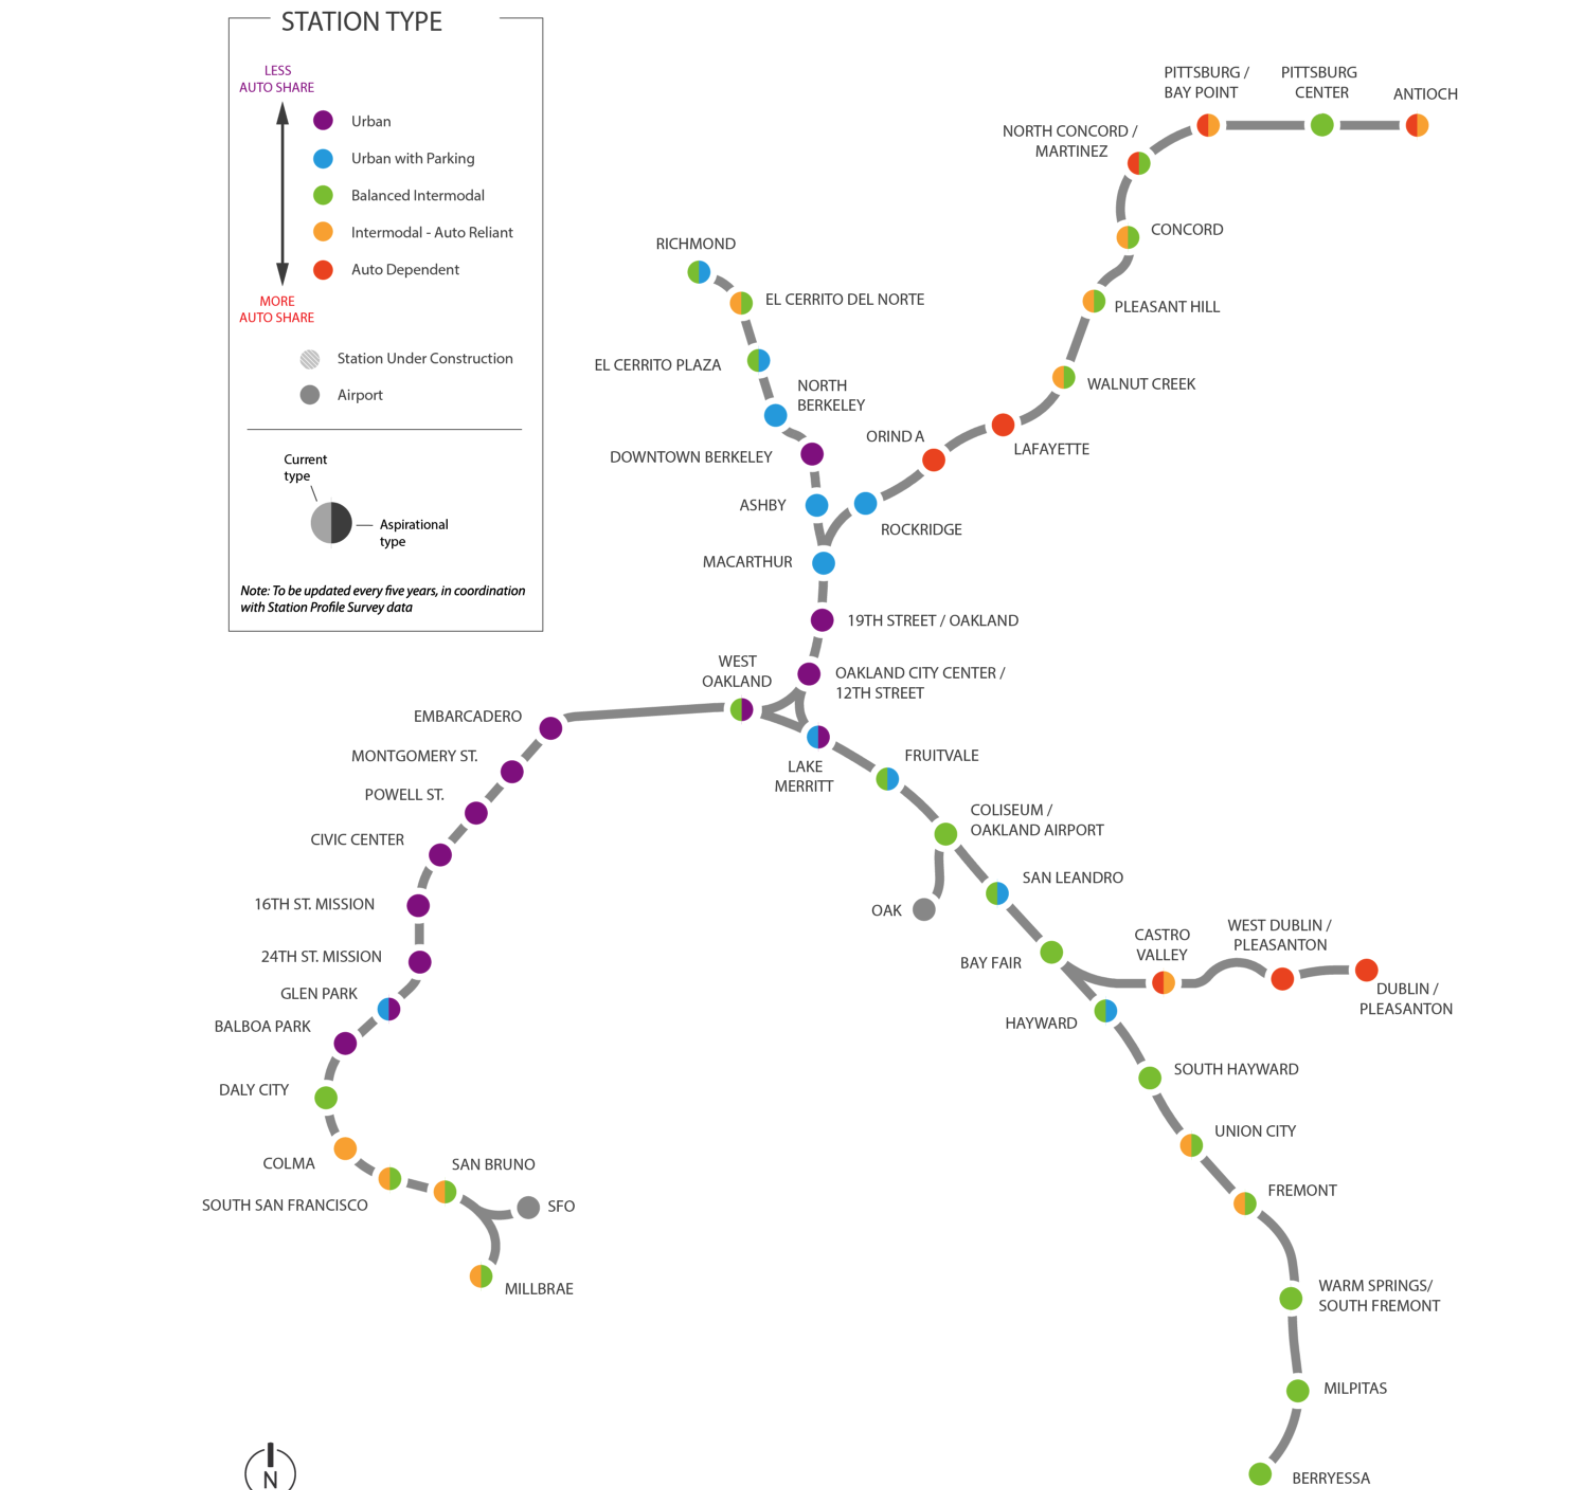 STATION TYPE
LESS
AUTO SHARE
Urban
Urban with Parking
Balanced Intermodal
Intermodal - Auto Reliant
Auto Dependent
MORE
AUTO SHARE
Station Under Construction
Airport
Current
type
Aspirational
type
Note: To be updated every five years, in coordination
with Station Profile Survey data
PITTSBURG /
BAY POINT
PITTSBURG
CENTER
ANTIOCH
NORTH CONCORD /
MARTINEZ
CONCORD
PLEASANT HILL
WALNUT CREEK
LAFAYETTE
ORIND A
ROCKRIDGE
RICHMOND
EL CERRITO DEL NORTE
EL CERRITO PLAZA
NORTH
BERKELEY
DOWNTOWN BERKELEY
ASHBY
MACARTHUR
19TH STREET / OAKLAND
OAKLAND CITY CENTER /
12TH STREET
WEST
OAKLAND
LAKE
MERRITT
EMBARCADERO
MONTGOMERY ST.
POWELL ST.
CIVIC CENTER
16TH ST. MISSION
24TH ST. MISSION
GLEN PARK
BALBOA PARK
DALY CITY
COLMA
SOUTH SAN FRANCISCO
SAN BRUNO
SFO
MILLBRAE
FRUITVALE
COLISEUM /
OAKLAND AIRPORT
OAK
SAN LEANDRO
BAY FAIR
CASTRO
VALLEY
WEST DUBLIN /
PLEASANTON
DUBLIN /
PLEASANTON
HAYWARD
SOUTH HAYWARD
UNION CITY
FREMONT
WARM SPRINGS/
SOUTH FREMONT
MILPITAS
BERRYESSA
N